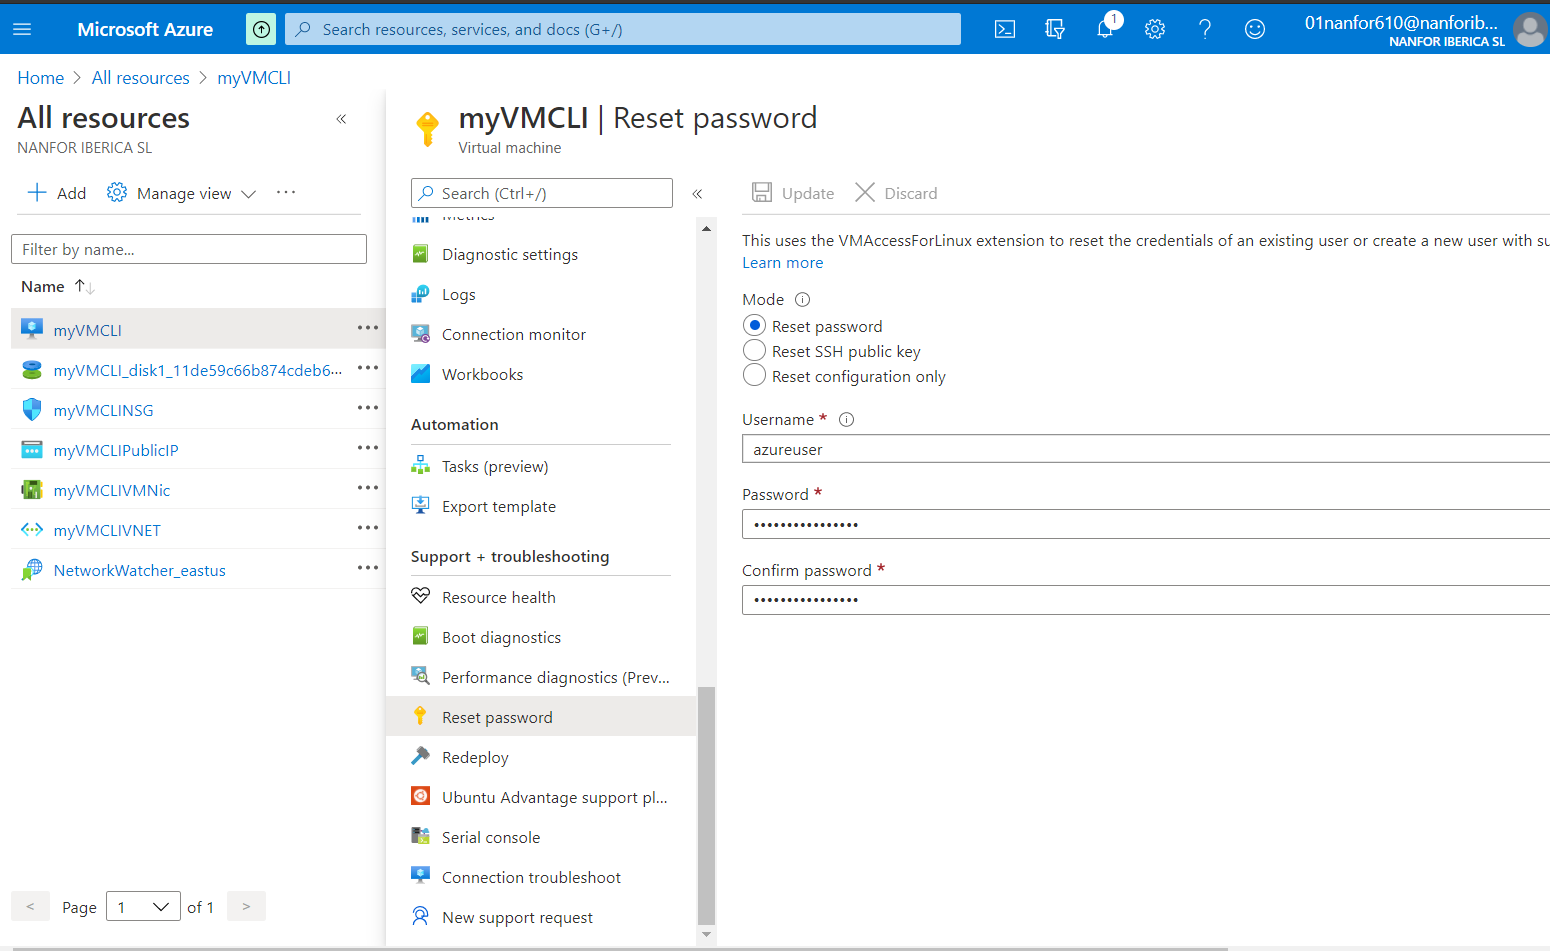 Microsoft Azure
Search resources, services, and docs (G+/)
1
01nanfor610@nanforib...
NANFOR IBERICA SL
Home > All resources > myVMCLI
All resources
NANFOR IBERICA SL
Add
Manage view
Filter by name...
Name
myVMCLI
myVMCLI_disk1_11de59c66b874cdeb6...
myVMCLINSG
myVMCLIPublicIP
myVMCLIVMNic
myVMCLIVNET
NetworkWatcher_eastus
< Page 1 of 1 >
myVMCLI | Reset password
Virtual machine
Search (Ctrl+/)
Metrics
Diagnostic settings
Logs
Connection monitor
Workbooks
Automation
Tasks (preview)
Export template
Support + troubleshooting
Resource health
Boot diagnostics
Performance diagnostics (Prev...
Reset password
Redeploy
Ubuntu Advantage support pl...
Serial console
Connection troubleshoot
New support request
Update
Discard
This uses the VMAccessForLinux extension to reset the credentials of an existing user or create a new user with su
Learn more
Mode
Reset password
Reset SSH public key
Reset configuration only
Username *
azureuser
Password *
••••••••••••••••
Confirm password *
••••••••••••••••